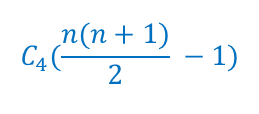 C₄(n(n + 1)/2 − 1)